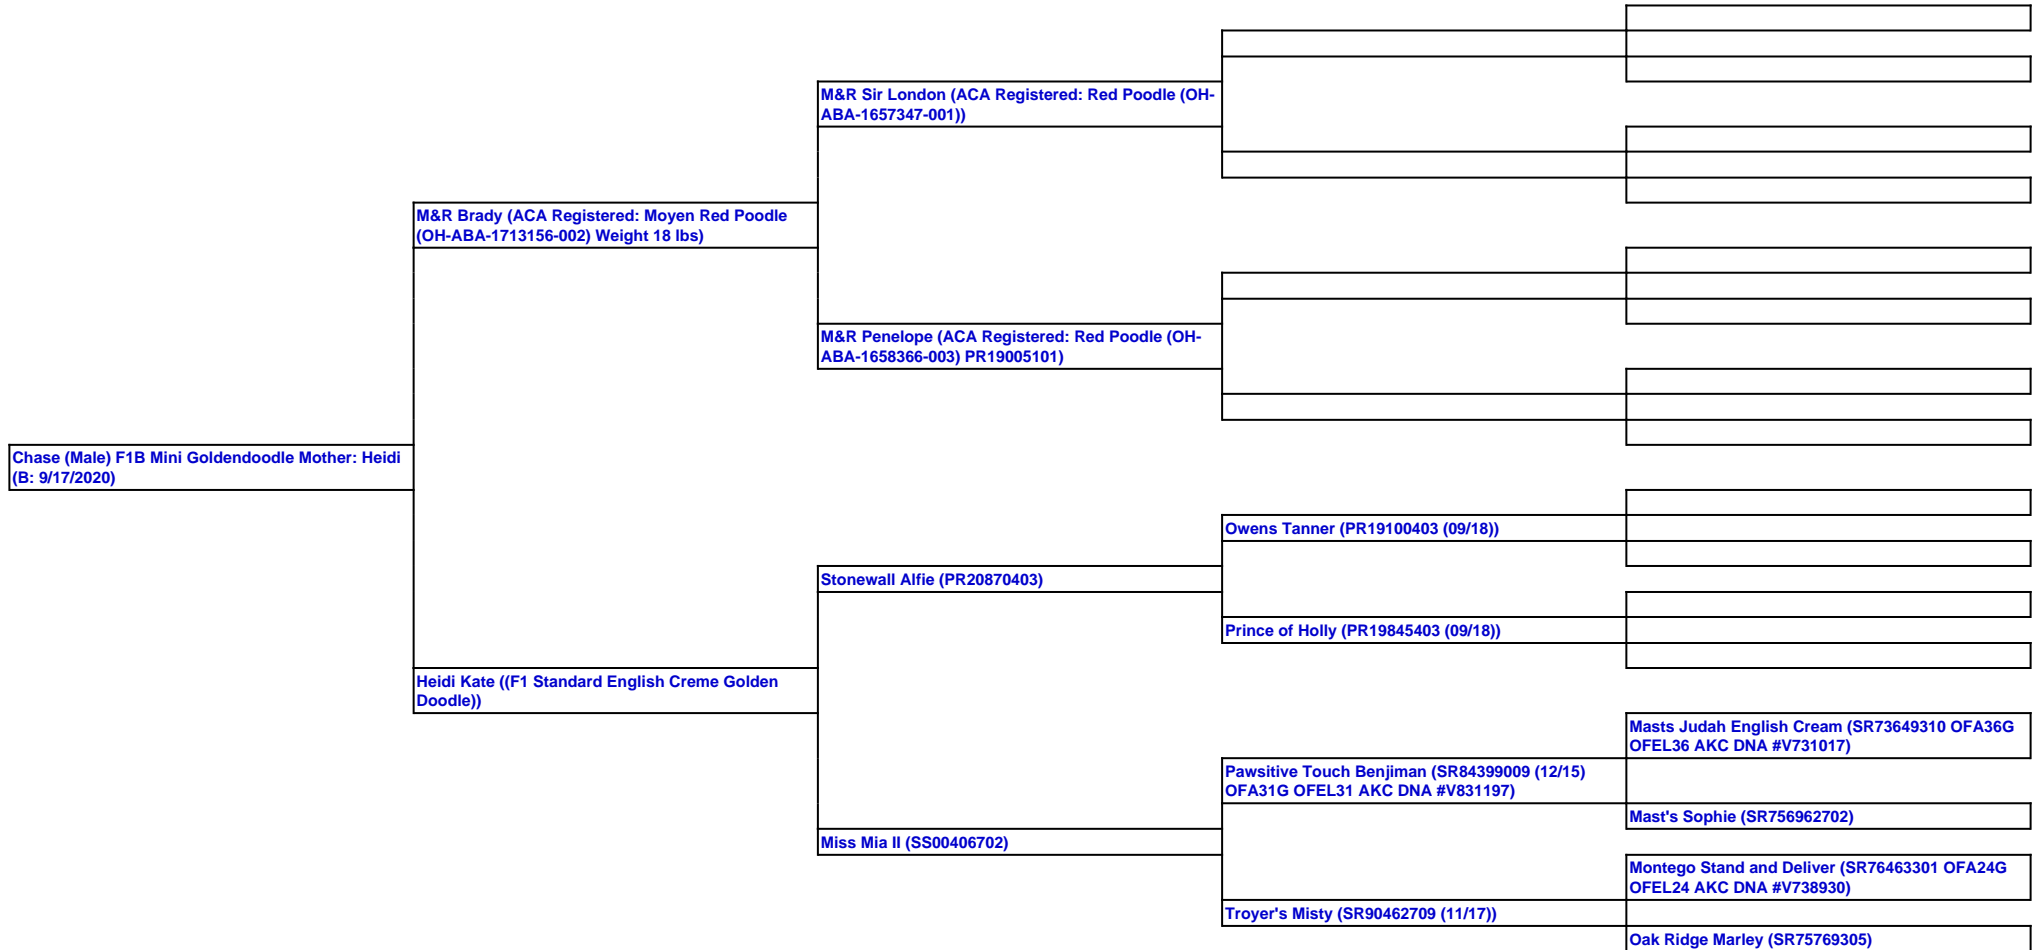 M&R Sir London (ACA Registered: Red Poodle (OH-
ABA-1657347-001))
M&R Brady (ACA Registered: Moyen Red Poodle
(OH-ABA-1713156-002) Weight 18 lbs)
M&R Penelope (ACA Registered: Red Poodle (OH-
ABA-1658366-003) PR19005101)
Chase (Male) F1B Mini Goldendoodle Mother: Heidi
(B: 9/17/2020)
Owens Tanner (PR19100403 (09/18))
Stonewall Alfie (PR20870403)
Prince of Holly (PR19845403 (09/18))
Heidi Kate ((F1 Standard English Creme Golden
Doodle))
Masts Judah English Cream (SR73649310 OFA36G
OFEL36 AKC DNA #V731017)
Pawsitive Touch Benjiman (SR84399009 (12/15)
OFA31G OFEL31 AKC DNA #V831197)
Mast's Sophie (SR756962702)
Miss Mia II (SS00406702)
Montego Stand and Deliver (SR76463301 OFA24G
OFEL24 AKC DNA #V738930)
Troyer's Misty (SR90462709 (11/17))
Oak Ridge Marley (SR75769305)